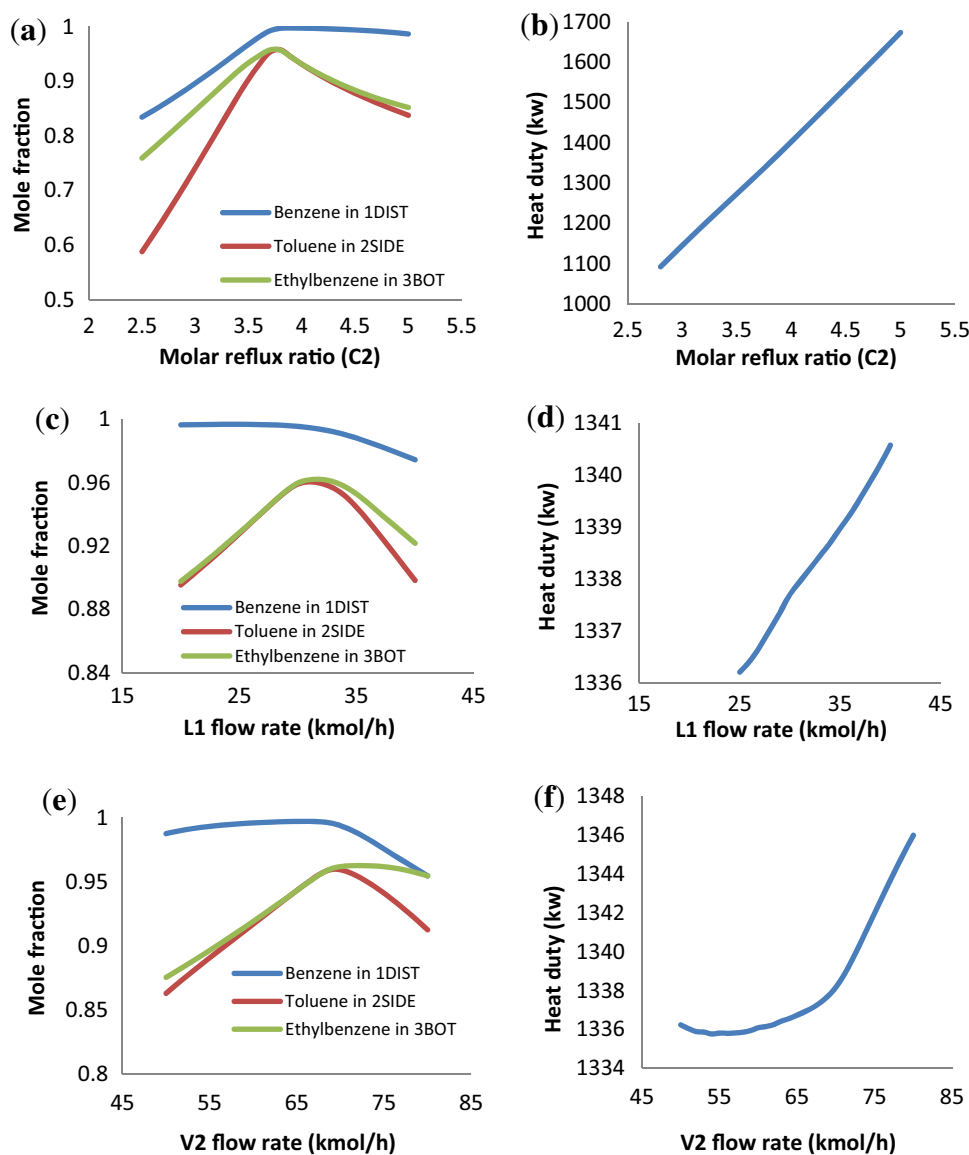 (a)
Mole fraction
1
0.9
0.8
0.7
0.6
0.5
Benzene in 1DIST
Toluene in 2SIDE
Ethylbenzene in 3BOT
2 2.5 3 3.5 4 4.5 5 5.5
Molar reflux ratio (C2)
(b)
Heat duty (kw)
1700
1600
1500
1400
1300
1200
1100
1000
2.5 3 3.5 4 4.5 5 5.5
Molar reflux ratio (C2)
(c)
Mole fraction
1
0.96
0.92
0.88
0.84
Benzene in 1DIST
Toluene in 2SIDE
Ethylbenzene in 3BOT
15 25 35 45
L1 flow rate (kmol/h)
(d)
Heat duty (kw)
1341
1340
1339
1338
1337
1336
15 25 35 45
L1 flow rate (kmol/h)
(e)
Mole fraction
1
0.95
0.9
0.85
0.8
Benzene in 1DIST
Toluene in 2SIDE
Ethylbenzene in 3BOT
45 55 65 75 85
V2 flow rate (kmol/h)
(f)
Heat duty (kw)
1348
1346
1344
1342
1340
1338
1336
1334
45 55 65 75 85
V2 flow rate (kmol/h)